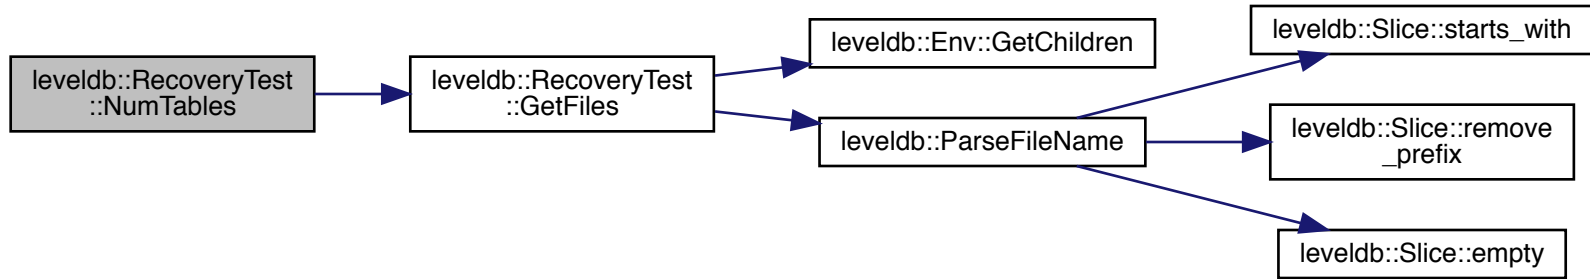 leveldb::RecoveryTest
::NumTables
leveldb::RecoveryTest
::GetFiles
leveldb::Env::GetChildren
leveldb::ParseFileName
leveldb::Slice::starts_with
leveldb::Slice::remove
_prefix
leveldb::Slice::empty